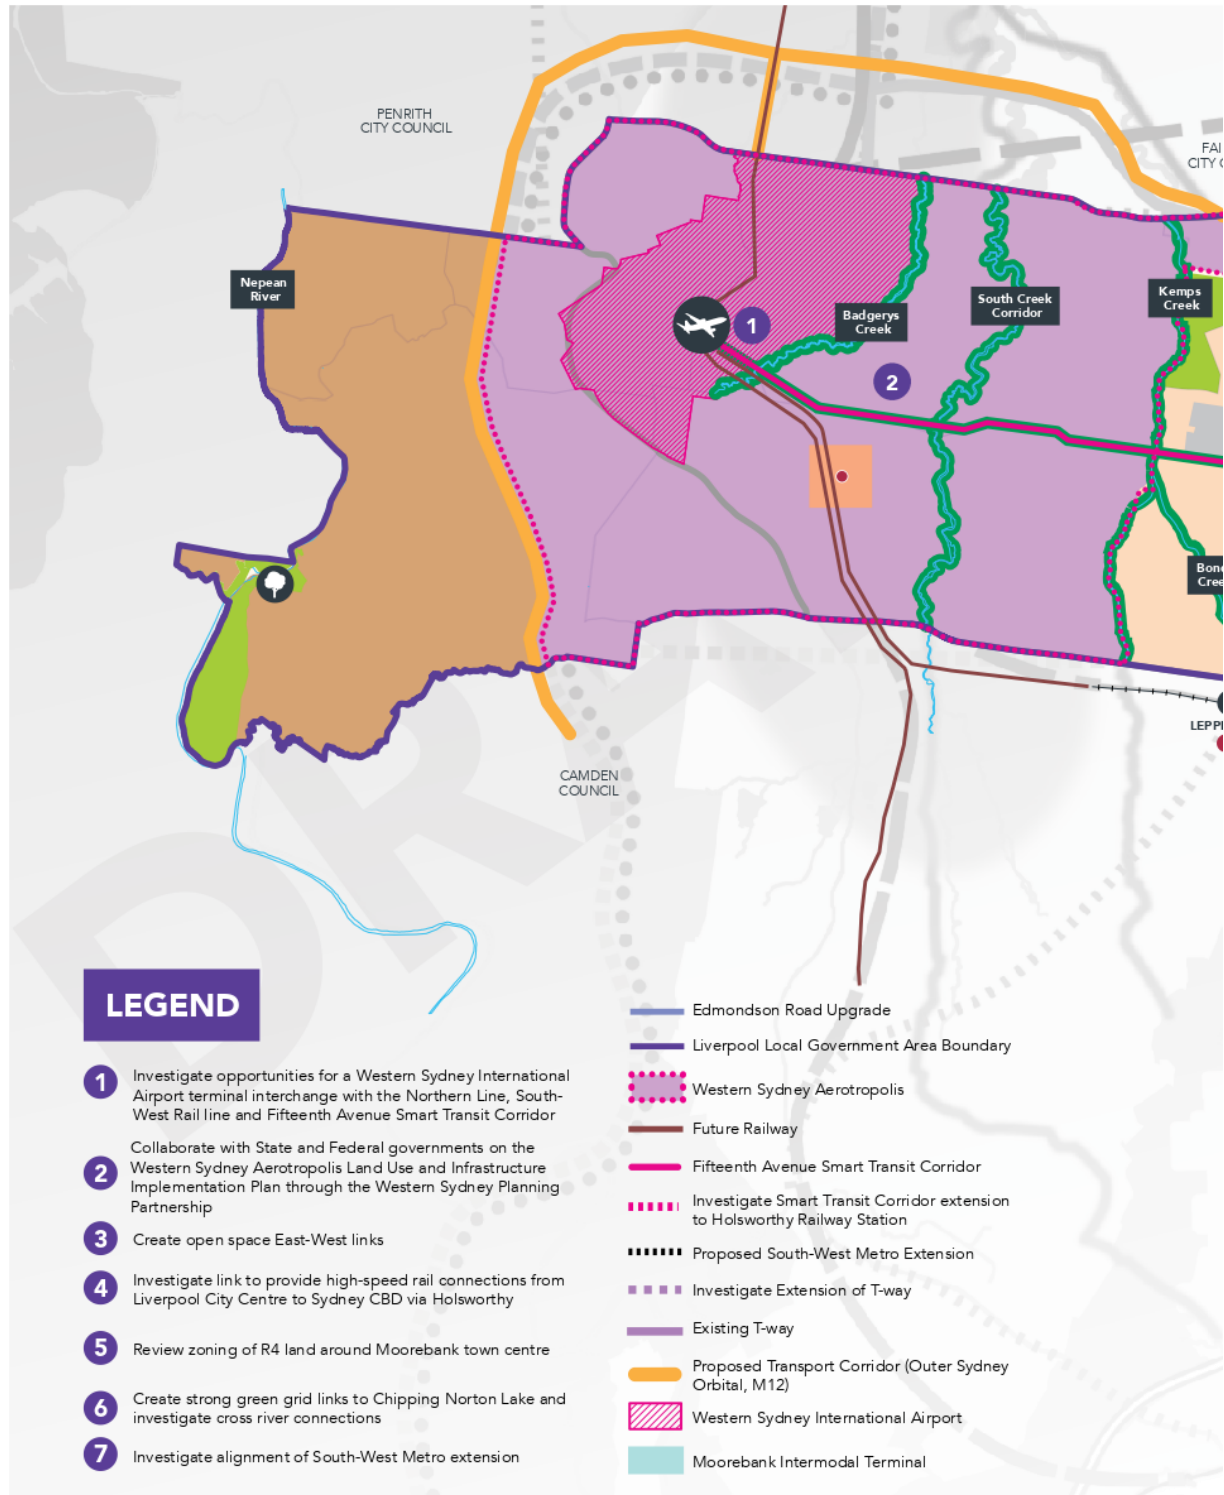 PENRITH
CITY COUNCIL
FAI
CITY C
Nepean
River
1
Badgerys
Creek
South Creek
Corridor
Kemps
Creek
2
Bone
Cree
LEPP
CAMDEN
COUNCIL
DRA
LEGEND
1 Investigate opportunities for a Western Sydney International
Airport terminal interchange with the Northern Line, South-
West Rail line and Fifteenth Avenue Smart Transit Corridor
2 Collaborate with State and Federal governments on the
Western Sydney Aerotropolis Land Use and Infrastructure
Implementation Plan through the Western Sydney Planning
Partnership
3 Create open space East-West links
4 Investigate link to provide high-speed rail connections from
Liverpool City Centre to Sydney CBD via Holsworthy
5 Review zoning of R4 land around Moorebank town centre
6 Create strong green grid links to Chipping Norton Lake and
investigate cross river connections
7 Investigate alignment of South-West Metro extension
Edmondson Road Upgrade
Liverpool Local Government Area Boundary
Western Sydney Aerotropolis
Future Railway
Fifteenth Avenue Smart Transit Corridor
Investigate Smart Transit Corridor extension
to Holsworthy Railway Station
Proposed South-West Metro Extension
Investigate Extension of T-way
Existing T-way
Proposed Transport Corridor (Outer Sydney
Orbital, M12)
Western Sydney International Airport
Moorebank Intermodal Terminal